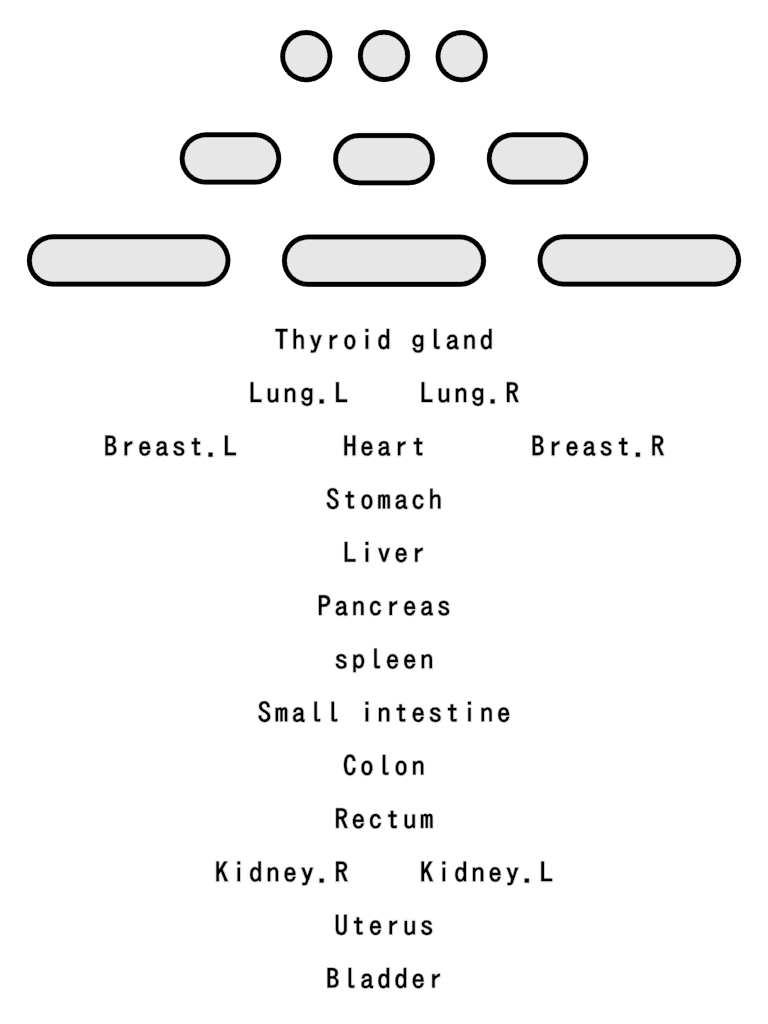 Thyroid gland
Lung.L Lung.R
Breast.L Heart Breast.R
Stomach
Liver
Pancreas
spleen
Small intestine
Colon
Rectum
Kidney.R Kidney.L
Uterus
Bladder